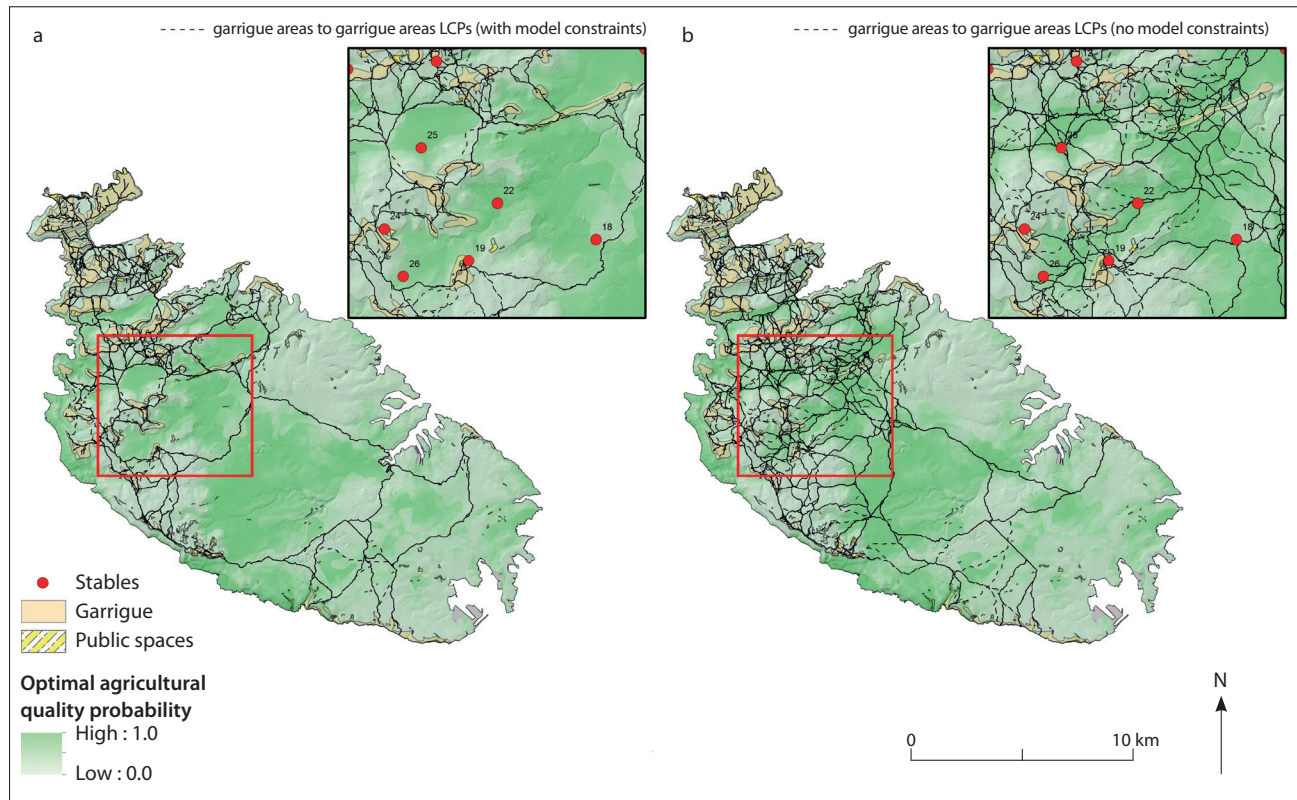 a
---- garrigue areas to garrigue areas LCPs (with model constraints)
b
---- garrigue areas to garrigue areas LCPs (no model constraints)
25
22
24
18
19
26
25
22
24
18
19
26
Stables
Garrigue
Public spaces
Optimal agricultural
quality probability
High : 1.0
Low : 0.0
N
0
10 km